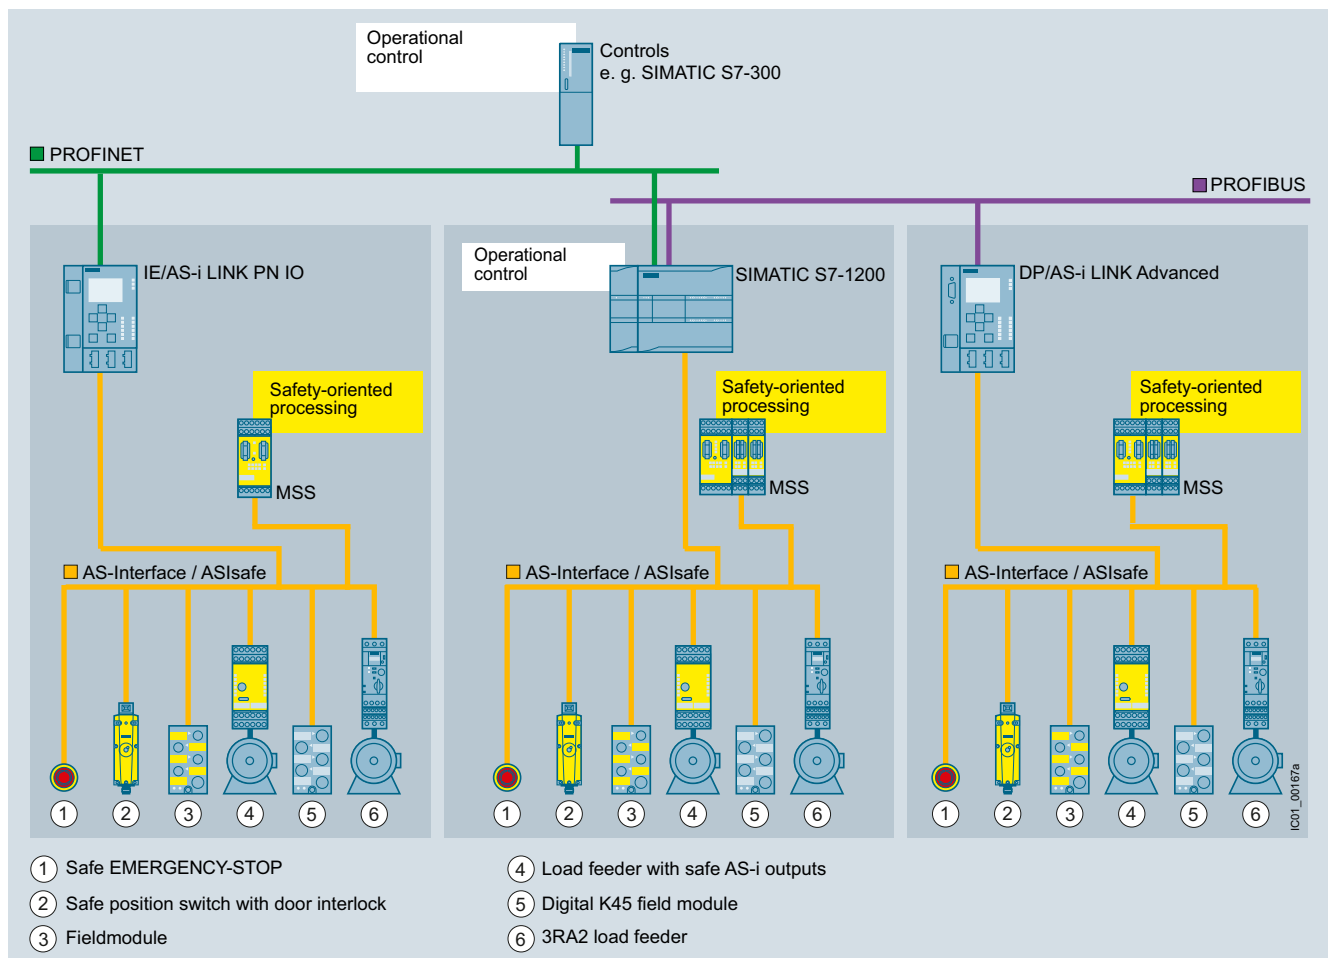 Operational
control
Controls
e. g. SIMATIC S7-300
PROFINET
PROFIBUS
IE/AS-i LINK PN IO
Operational
control
SIMATIC S7-1200
DP/AS-i LINK Advanced
Safety-oriented
processing
MSS
Safety-oriented
processing
MSS
Safety-oriented
processing
MSS
AS-Interface / ASIsafe
AS-Interface / ASIsafe
AS-Interface / ASIsafe
1 2 3 4 5 6
1 2 3 4 5 6
1 2 3 4 5 6
IC01_00167a
1 Safe EMERGENCY-STOP
2 Safe position switch with door interlock
3 Fieldmodule
4 Load feeder with safe AS-i outputs
5 Digital K45 field module
6 3RA2 load feeder